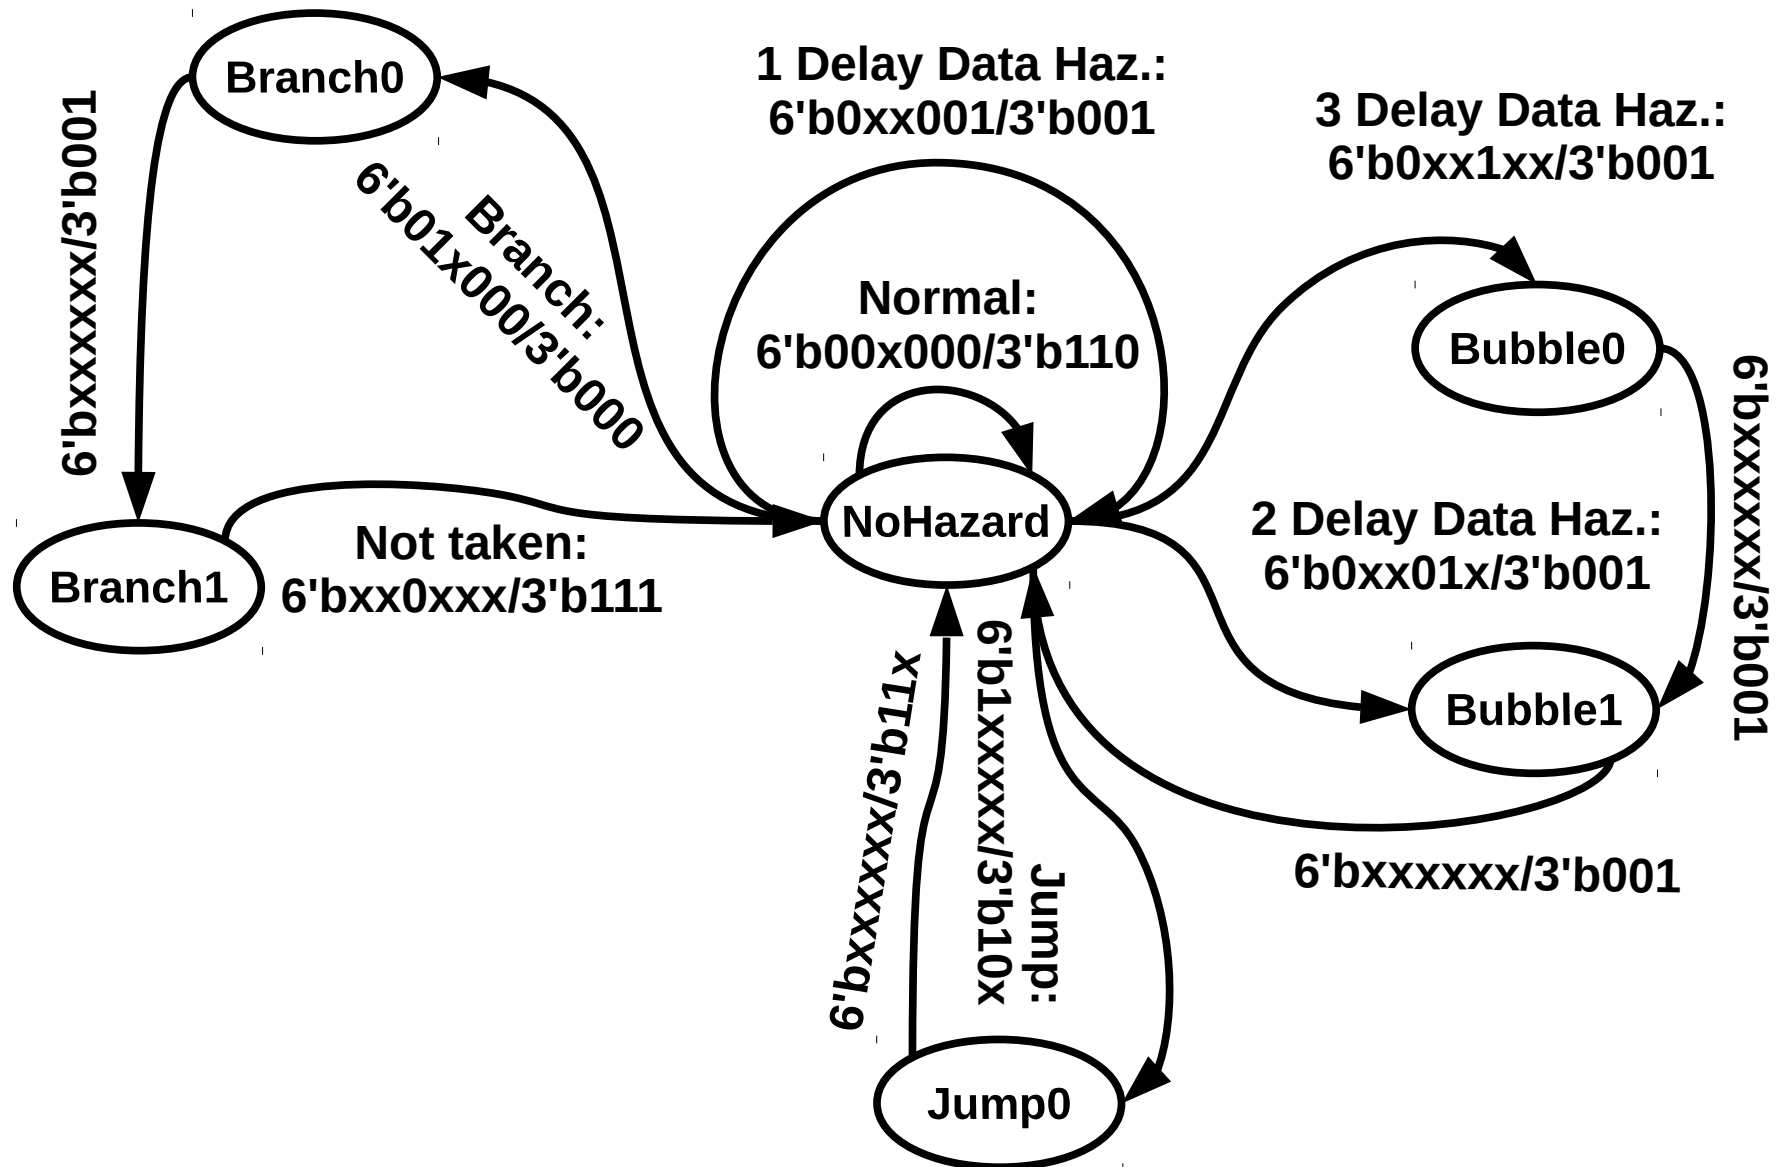 Branch0
6'bxxxxxx/3'b001
Branch:
6'b01x000/3'b000
1 Delay Data Haz.:
6'b0xx001/3'b001
3 Delay Data Haz.:
6'b0xx1xx/3'b001
Normal:
6'b00x000/3'b110
Bubble0
6'bxxxxxx/3'b001
NoHazard
2 Delay Data Haz.:
6'b0xx01x/3'b001
Branch1
Not taken:
6'bxx0xxx/3'b111
Bubble1
6'bxxxxxx/3'b11x
Jump:
6'b1xxxxx/3'b10x
6'bxxxxxx/3'b001
Jump0